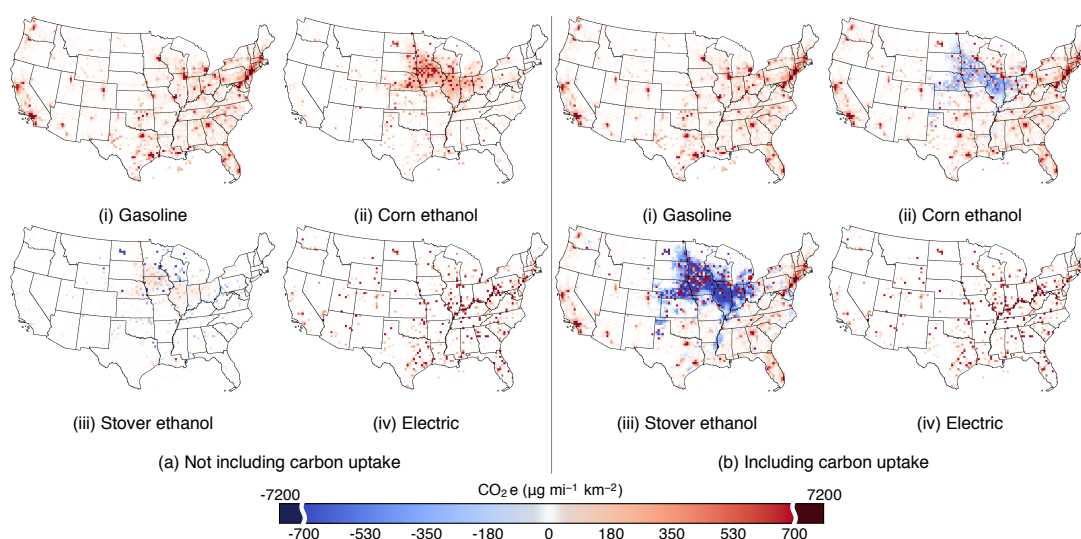 (i) Gasoline
(ii) Corn ethanol
(iii) Stover ethanol
(iv) Electric
(a) Not including carbon uptake
(i) Gasoline
(ii) Corn ethanol
(iii) Stover ethanol
(iv) Electric
(b) Including carbon uptake
CO₂e (µg mi⁻¹ km⁻²)
-7200 7200
-700 -530 -350 -180 0 180 350 530 700